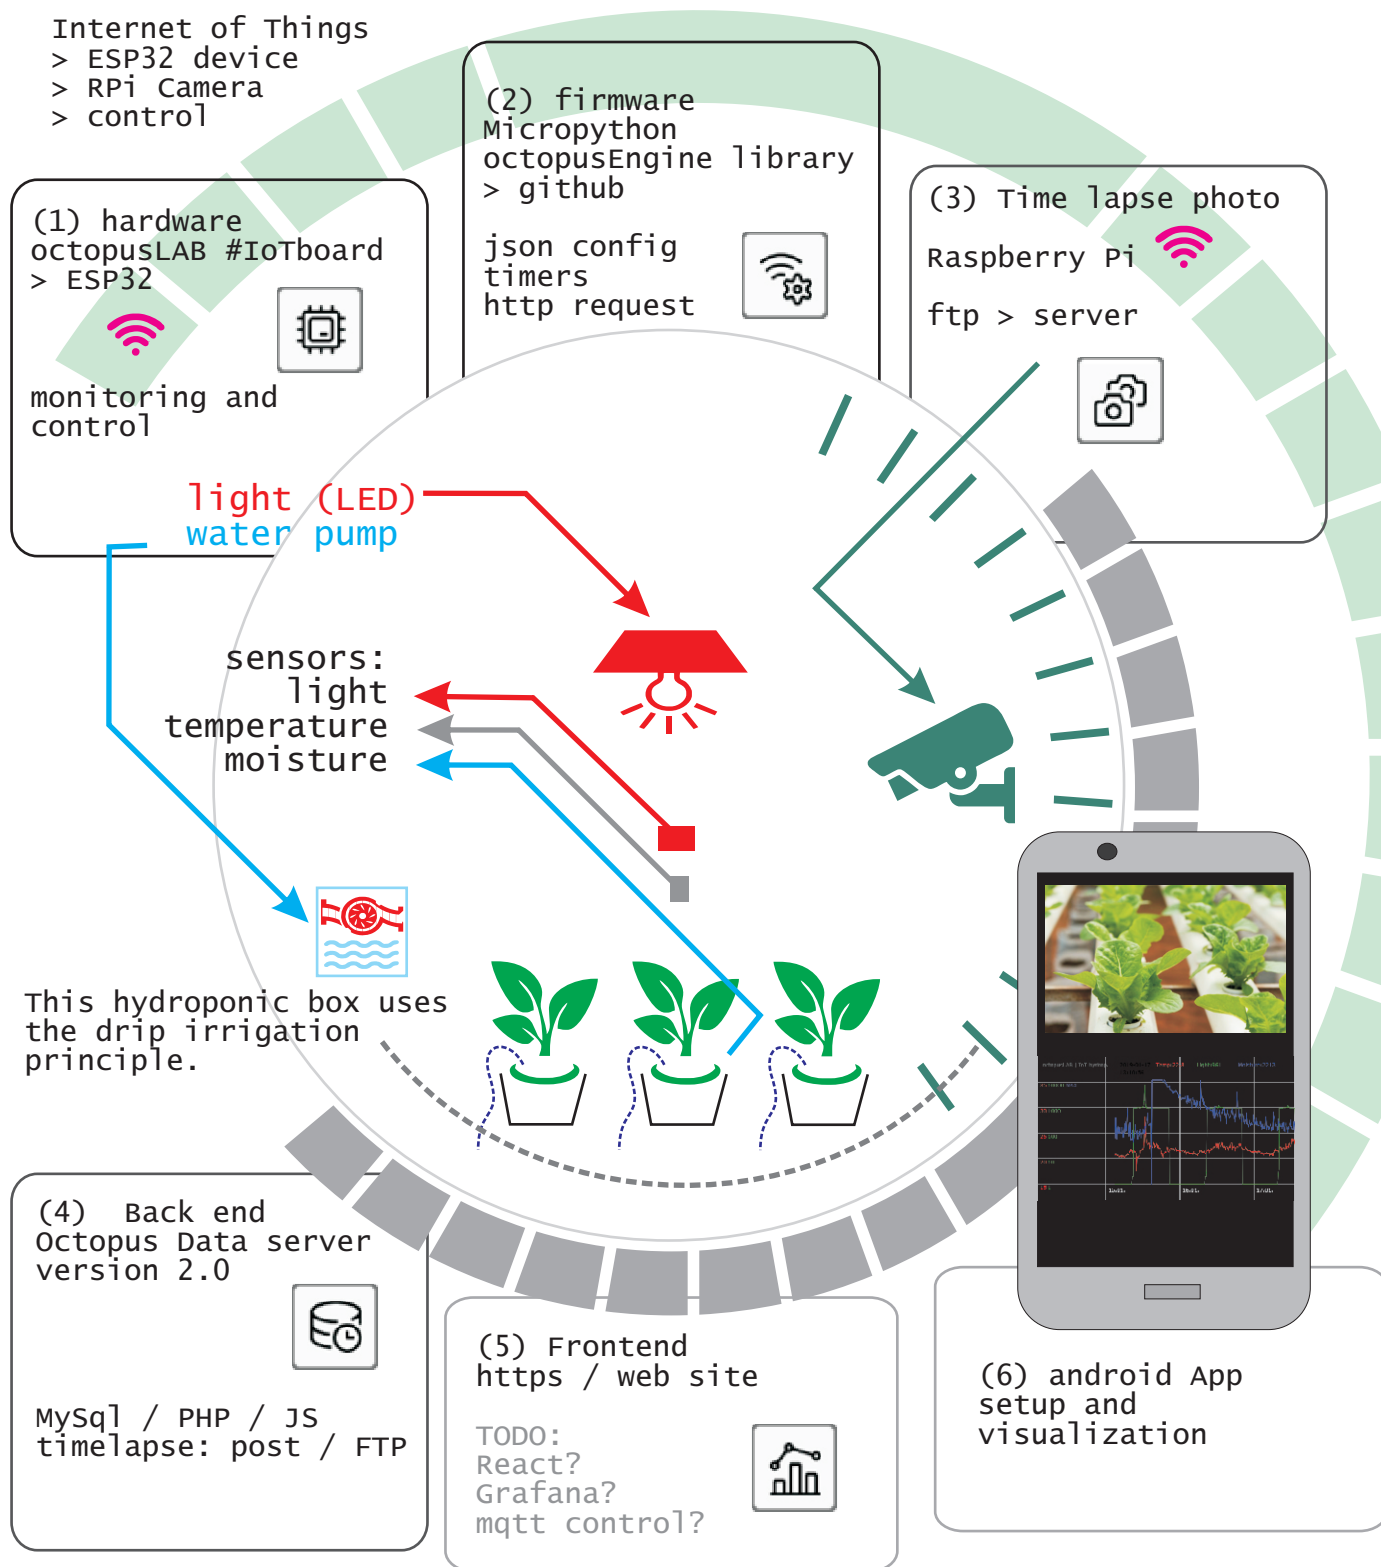 Internet of Things
> ESP32 device
> RPi Camera
> control
(1) hardware
octopusLAB #IoTboard
> ESP32
monitoring and
control
light (LED)
water pump
(2) firmware
Micropython
octopusEngine library
> github
json config
timers
http request
(3) Time lapse photo
Raspberry Pi
ftp > server
sensors:
light
temperature
moisture
This hydroponic box uses
the drip irrigation
principle.
(4) Back end
Octopus Data server
version 2.0
MySql / PHP / JS
timelapse: post / FTP
(5) Frontend
https / web site
TODO:
React?
Grafana?
mqtt control?
(6) android App
setup and
visualization